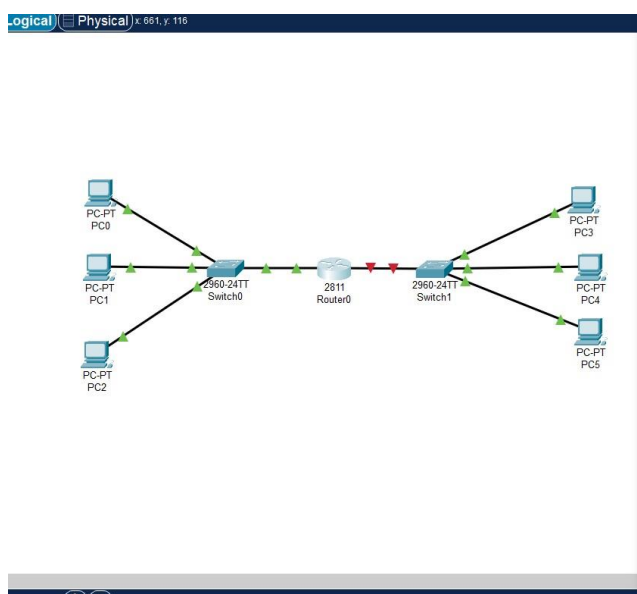 Logical Physical x: 661, y: 116
PC-PT
PC0
PC-PT
PC1
PC-PT
PC2
2960-24TT
Switch0
2811
Router0
2960-24TT
Switch1
PC-PT
PC3
PC-PT
PC4
PC-PT
PC5